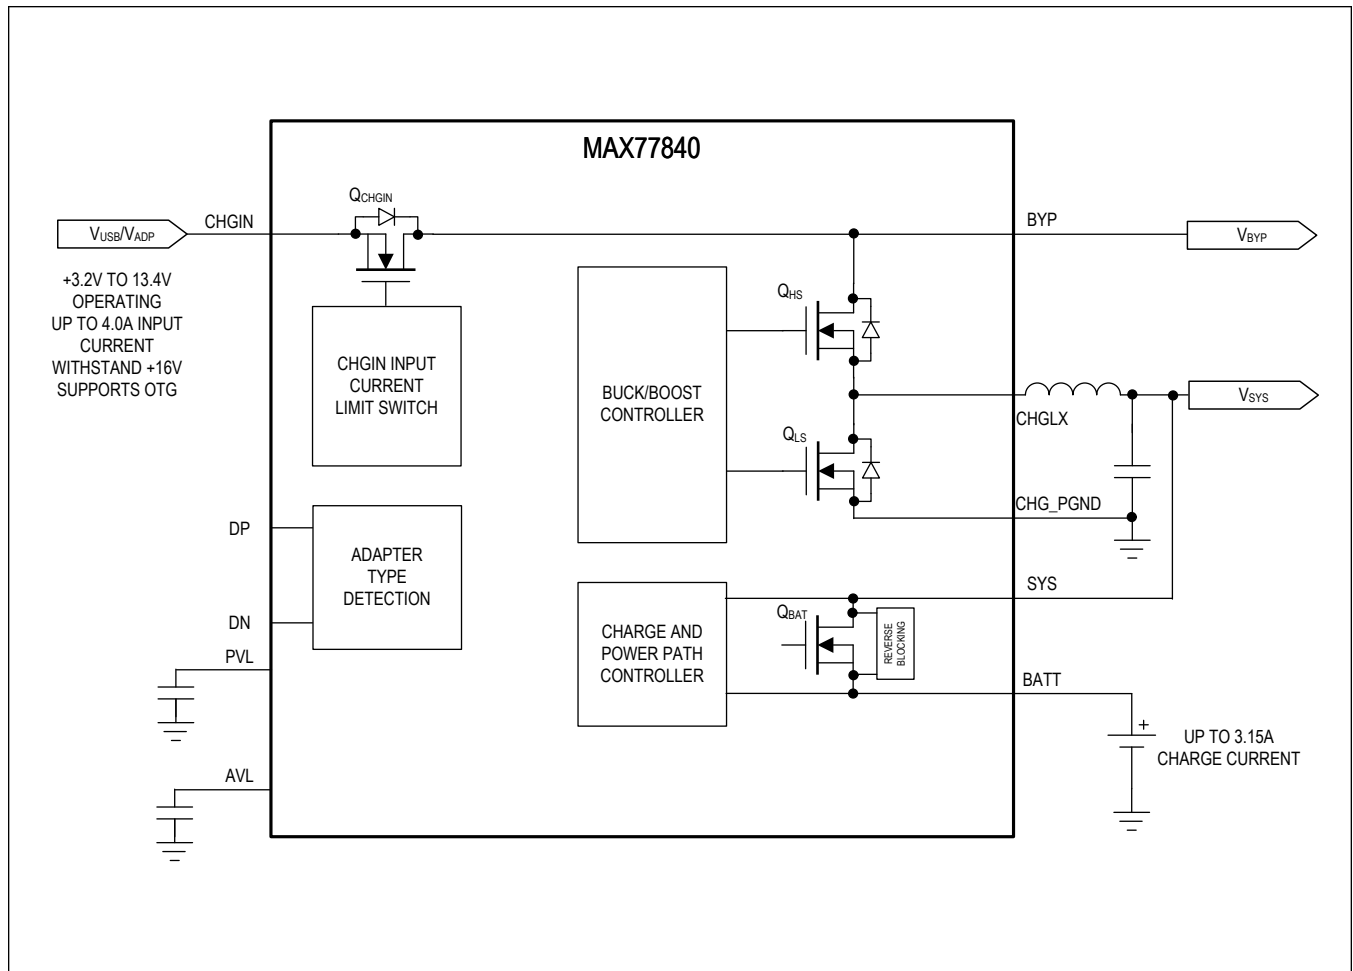 MAX77840
QCHGIN
CHGIN
VUSB/VADP
+3.2V TO 13.4V
OPERATING
UP TO 4.0A INPUT
CURRENT
WITHSTAND +16V
SUPPORTS OTG
CHGIN INPUT
CURRENT
LIMIT SWITCH
BYP
VBYP
QHS
BUCK/BOOST
CONTROLLER
QLS
CHGLX
VSYS
CHG_PGND
DP
ADAPTER
TYPE
DETECTION
DN
PVL
AVL
CHARGE AND
POWER PATH
CONTROLLER
QBAT
REVERSE
BLOCKING
SYS
BATT
+
UP TO 3.15A
CHARGE CURRENT